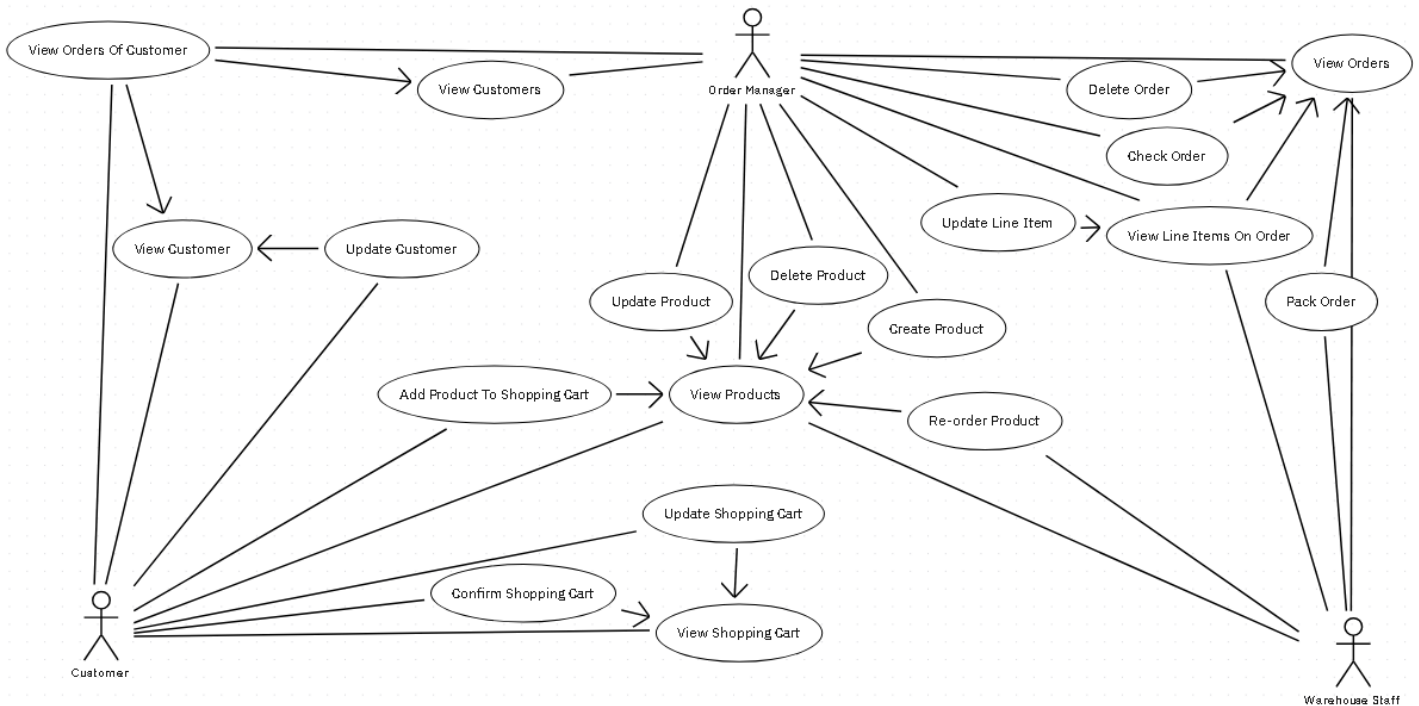 View Orders Of Customer
View Customers
Order Manager
View Orders
Delete Order
Check Order
Update Line Item
View Line Items On Order
View Customer
Update Customer
Delete Product
Update Product
Pack Order
Create Product
Add Product To Shopping Cart
View Products
Re-order Product
Update Shopping Cart
Confirm Shopping Cart
View Shopping Cart
Customer
Warehouse Staff